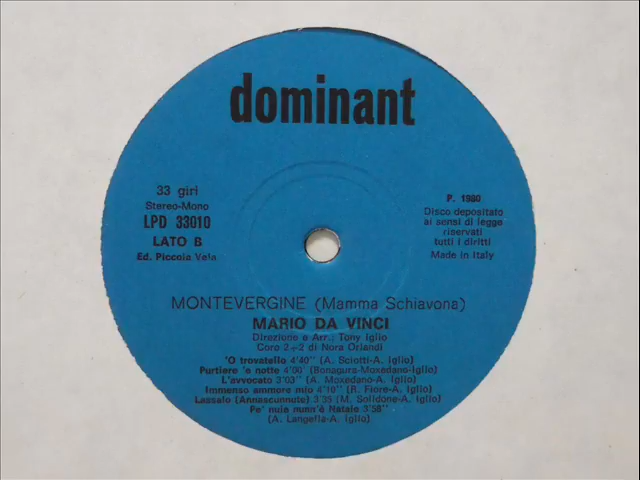 dominant
33 giri
Stereo-Mono
LPD 33010
LATO B
Ed. Piccola Vela
P. 1980
Disco depositato
ai sensi di legge
riservati
tutti i diritti
Made in Italy
MONTEVERGINE (Mamma Schiavona)
MARIO DA VINCI
Direzione e Arr.: Tony Iglio
Coro 2+2 di Nora Orlandi
'O trovatello 4'40" (A. Sciotti-A. Iglio)
Purtiere 'e notte 4'00' (Bonagura-Moxedano-Iglio)
L'avvocato 3'03" (A. Moxedano-A. Iglio)
Immenso ammore mio 4'10" (R. Fiore-A. Iglio)
Lassalo (Annascunnute) 3'35 (M. Solidone-A. Iglio)
Pe' nuie nunn'è Natale 3'58"
(A. Langella-A. Iglio)